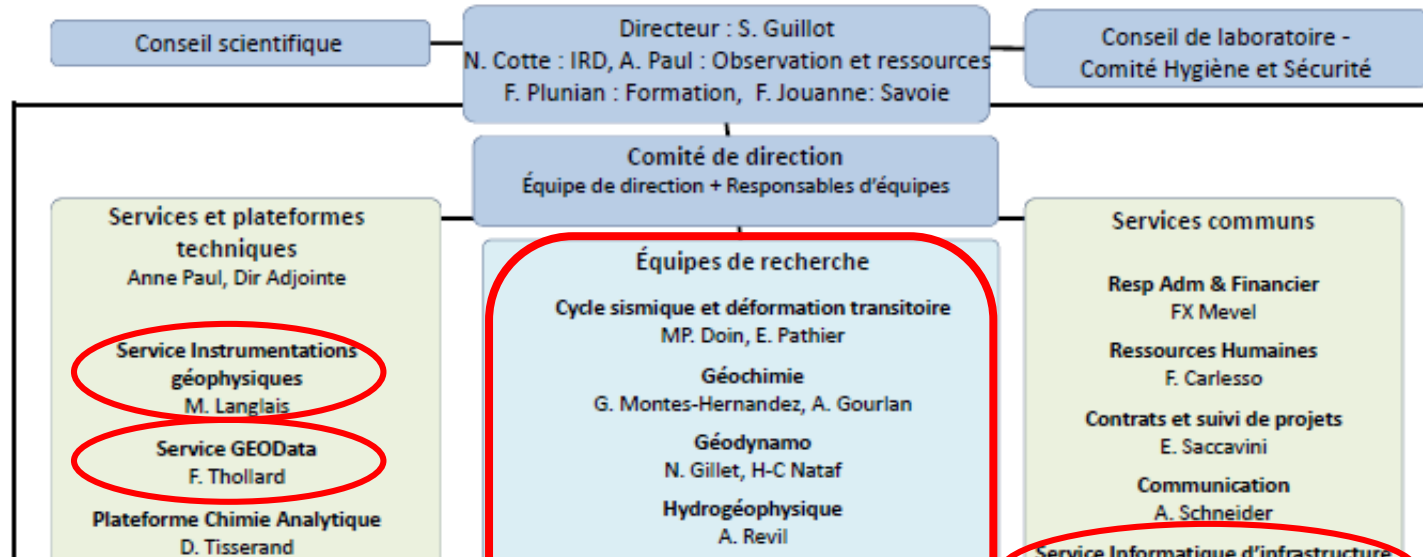 Conseil scientifique
Directeur : S. Guillot
N. Cotte : IRD, A. Paul : Observation et ressources
F. Plunian : Formation, F. Jouanne: Savoie
Conseil de laboratoire -
Comité Hygiène et Sécurité
Comité de direction
Équipe de direction + Responsables d'équipes
Services et plateformes
techniques
Anne Paul, Dir Adjointe
Service Instrumentations
géophysiques
M. Langlais
Service GEOData
F. Thollard
Plateforme Chimie Analytique
D. Tisserand
Équipes de recherche
Cycle sismique et déformation transitoire
MP. Doin, E. Pathier
Géochimie
G. Montes-Hernandez, A. Gourlan
Géodynamo
N. Gillet, H-C Nataf
Hydrogéophysique
A. Revil
Services communs
Resp Adm & Financier
FX Mevel
Ressources Humaines
F. Carlesso
Contrats et suivi de projets
E. Saccavini
Communication
A. Schneider
Service Informatique d'infrastructure